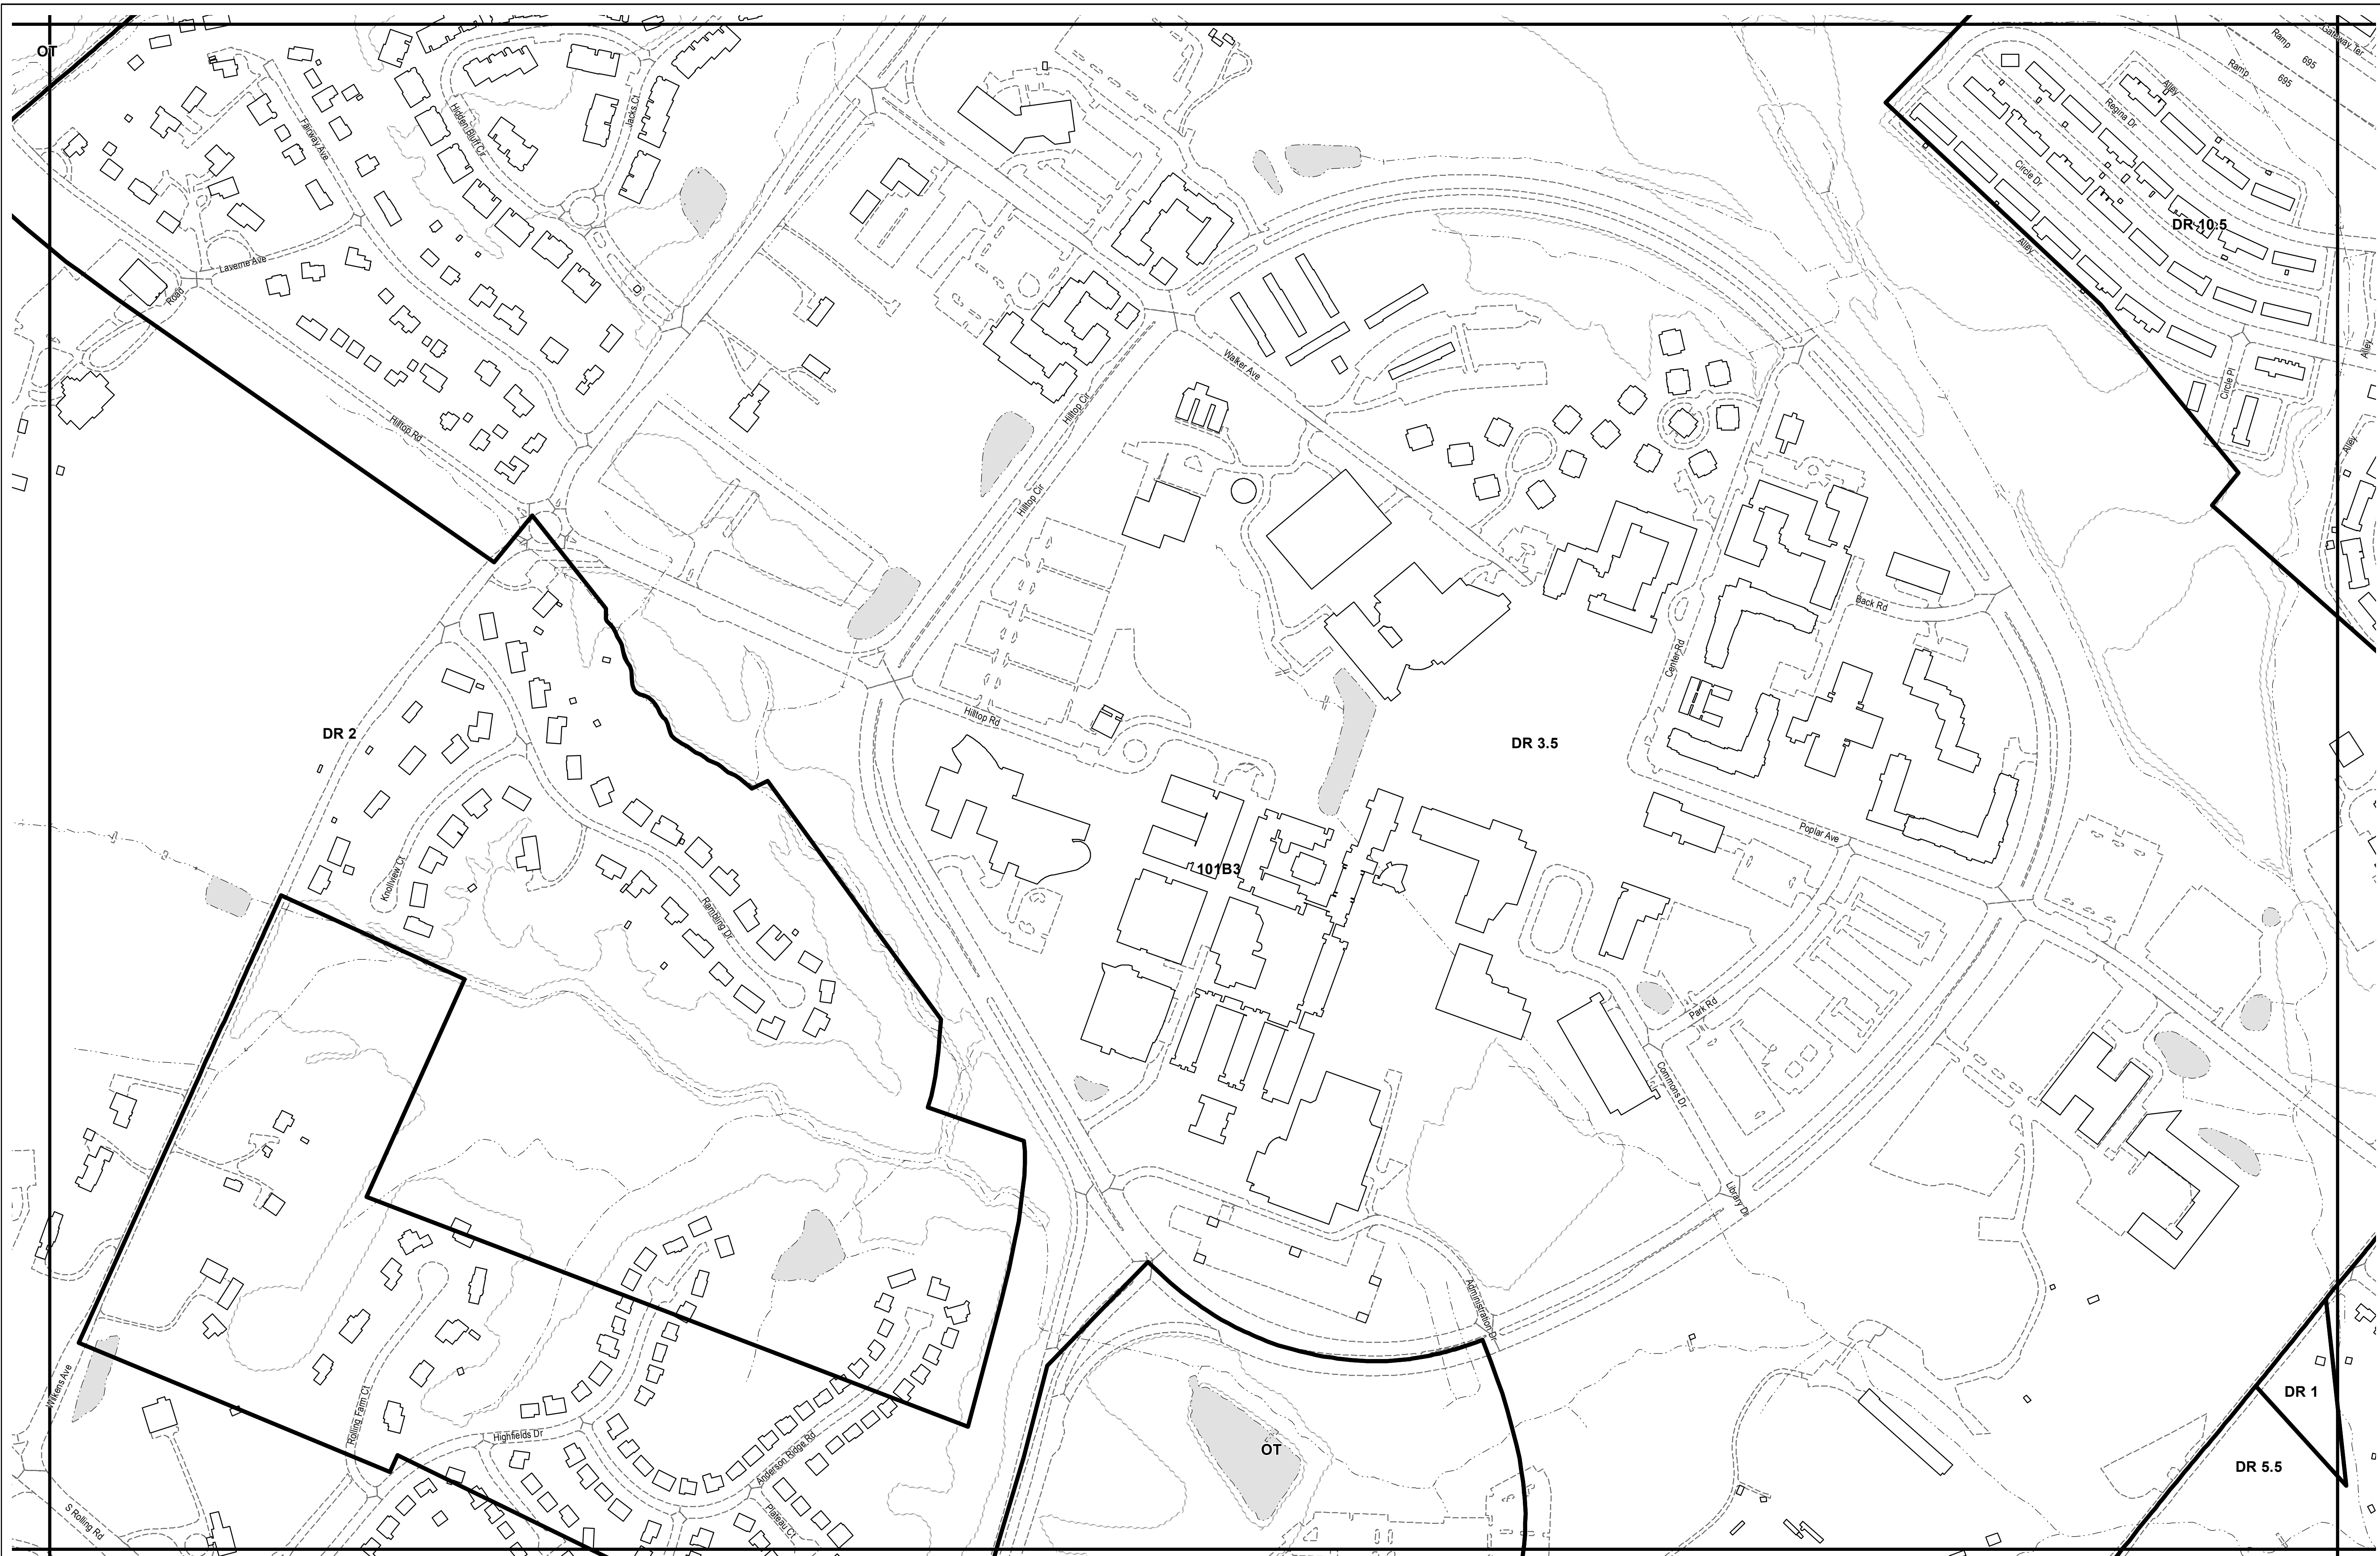 OT
Gateway Ter
Ramp
695
Ramp
695
Alley
Regina Dr
Hidden Bluff Cir
Jacks Ct
Fairway Ave
Circle Dr
DR 10.5
Alley
Laverne Ave
Road
Alley
Walker Ave
Circle Pl
Hilltop Cir
Hilltop Rd
Alley
Hilltop Cir
Back Rd
Center Rd
Hilltop Rd
DR 2
DR 3.5
Poplar Ave
101B3
Knollview Ct
Rambling Dr
Park Rd
Commons Dr
Library Dr
Administration Dr
Wilkens Ave
DR 1
Rolling Farm Ct
Highfields Dr
Anderson Ridge Rd
OT
DR 5.5
S Rolling Rd
Plateau Ct